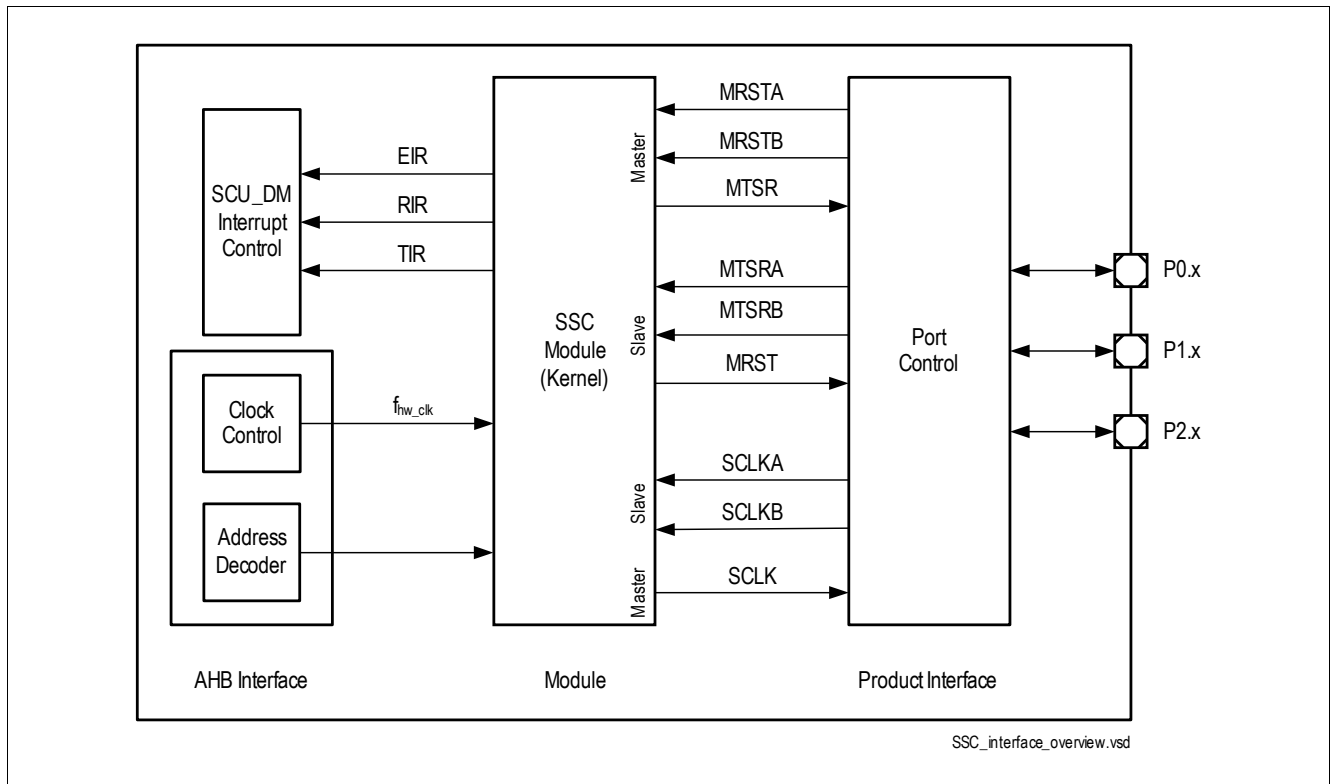 SCU_DM
Interrupt
Control
EIR
RIR
TIR
Clock
Control
fhw_clk
Address
Decoder
AHB Interface
SSC
Module
(Kernel)
Master
Slave
Slave
Master
Module
MRSTA
MRSTB
MTSR
MTSRA
MTSRB
MRST
SCLKA
SCLKB
SCLK
Port
Control
Product Interface
P0.x
P1.x
P2.x
SSC_interface_overview.vsd